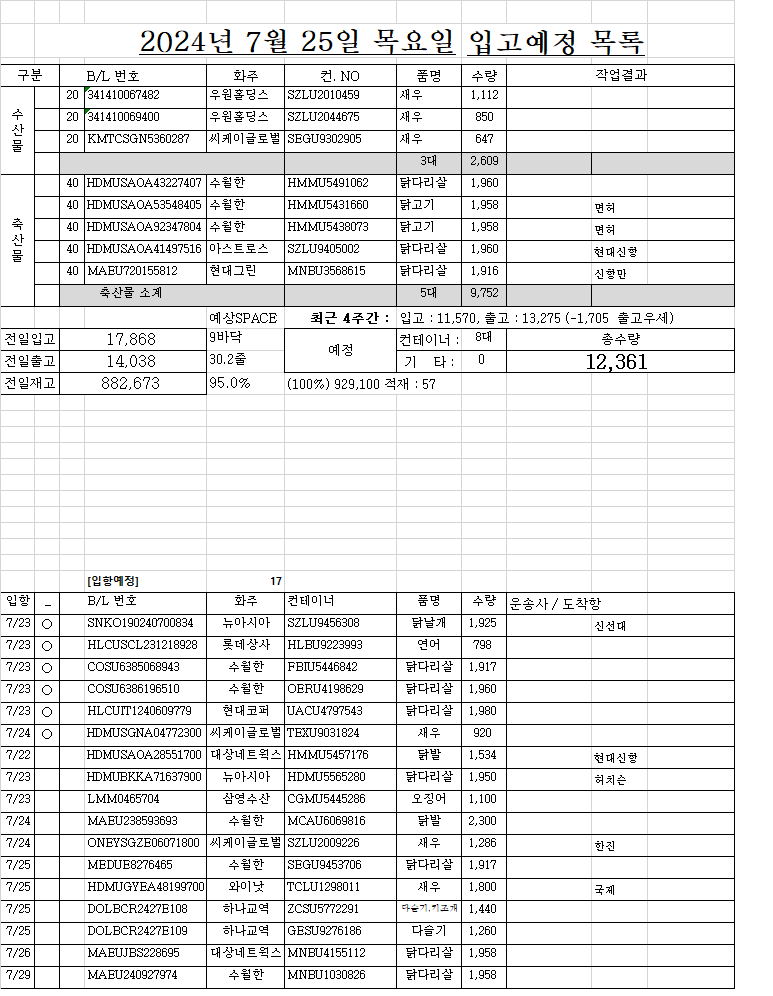 2024년 7월 25일 목요일 입고예정 목록
구분 B/L 번호 화주 컨. NO 품명 수량 작업결과
수산물
20 341410067482 우원홀딩스 SZLU2010459 새우 1,112
20 341410069400 우원홀딩스 SZLU2044675 새우 850
20 KMTCSGN5360287 씨케이글로벌 SEGU9302905 새우 647
3대 2,609
축산물
40 HDMUSAOA43227407 수월한 HMMU5491062 닭다리살 1,960
40 HDMUSAOA53548405 수월한 HMMU5431660 닭고기 1,958 면허
40 HDMUSAOA92347804 수월한 HMMU5438073 닭고기 1,958 면허
40 HDMUSAOA41497516 아스트로스 SZLU9405002 닭다리살 1,960 현대신항
40 MAEU720155812 현대그린 MNBU3568615 닭다리살 1,916 신항만
축산물 소계 5대 9,752
예상SPACE 최근 4주간 : 입고 : 11,570, 출고 : 13,275 (-1,705 출고우세)
전일입고 17,868 9바닥 예정 컨테이너 : 8대 총수량
전일출고 14,038 30.2줄 기 타 : 0 12,361
전일재고 882,673 95.0% (100%) 929,100 적재 : 57
[입항예정] 17
입항 _ B/L 번호 화주 컨테이너 품명 수량 운송사 / 도착항
7/23 ○ SNKO190240700834 뉴아시아 SZLU9456308 닭날개 1,925 신선대
7/23 ○ HLCUSCL231218928 롯데상사 HLBU9223993 연어 798
7/23 ○ COSU6385068943 수월한 FBIU5446842 닭다리살 1,917
7/23 ○ COSU6386196510 수월한 OERU4198629 닭다리살 1,960
7/23 ○ HLCUIT1240609779 현대코퍼 UACU4797543 닭다리살 1,980
7/24 ○ HDMUSGNA04772300 씨케이글로벌 TEXU9031824 새우 920
7/22 HDMUSAOA28551700 대상네트웍스 HMMU5457176 닭발 1,534 현대신항
7/23 HDMUBKKA71637900 뉴아시아 HDMU5565280 닭다리살 1,950 허치슨
7/23 LMM0465704 삼영수산 CGMU5445286 오징어 1,100
7/24 MAEU238593693 수월한 MCAU6069816 닭발 2,300
7/24 ONEYSGZE06071800 씨케이글로벌 SZLU2009226 새우 1,286 한진
7/25 MEDUE8276465 수월한 SEGU9453706 닭다리살 1,917
7/25 HDMUGYEA48199700 와이낫 TCLU1298011 새우 1,800 국제
7/25 DOLBCR2427E108 하나교역 ZCSU5772291 다슬기,키조개 1,440
7/25 DOLBCR2427E109 하나교역 GESU9276186 다슬기 1,260
7/26 MAEUJBS228695 대상네트웍스 MNBU4155112 닭다리살 1,958
7/29 MAEU240927974 수월한 MNBU1030826 닭다리살 1,958